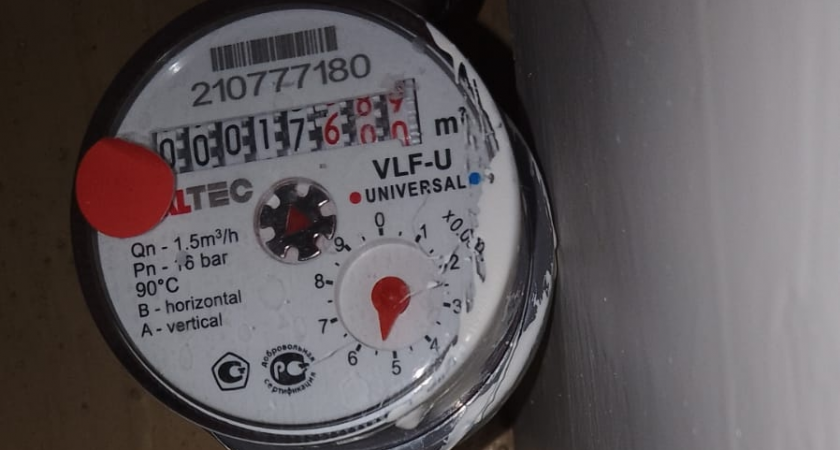 210777180
00017600
m³
VLF-U
UNIVERSAL
LTEC
Qn - 1.5m³/h
Pn - 16 bar
90°C
B - horizontal
A - vertical
0
1
2
3
4
5
6
7
8
9
Добровольная
сертификация